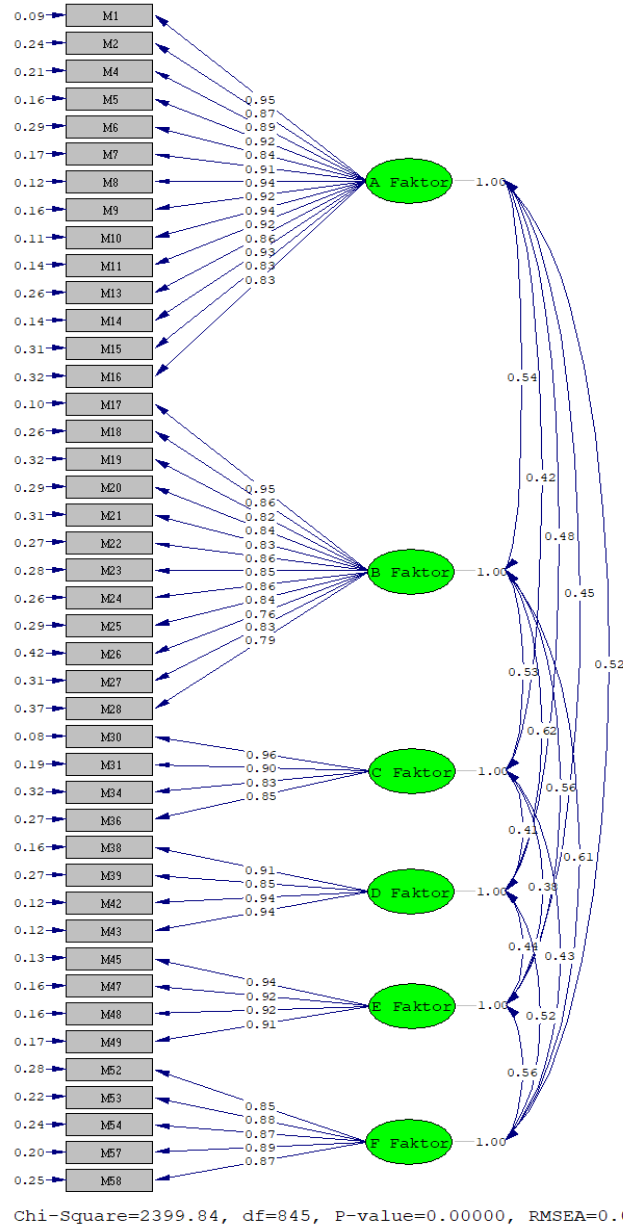 0.09 M1
0.24 M2
0.21 M4
0.16 M5
0.29 M6
0.17 M7
0.12 M8
0.16 M9
0.11 M10
0.14 M11
0.26 M13
0.14 M14
0.31 M15
0.32 M16
0.10 M17
0.26 M18
0.32 M19
0.29 M20
0.31 M21
0.27 M22
0.28 M23
0.26 M24
0.29 M25
0.42 M26
0.31 M27
0.37 M28
0.08 M30
0.19 M31
0.32 M34
0.27 M36
0.16 M38
0.27 M39
0.12 M42
0.12 M43
0.13 M45
0.16 M47
0.16 M48
0.17 M49
0.28 M52
0.22 M53
0.24 M54
0.20 M57
0.25 M58
0.95
0.87
0.89
0.92
0.84
0.91
0.94
0.92
0.94
0.92
0.86
0.93
0.83
0.83
0.95
0.86
0.82
0.84
0.83
0.86
0.85
0.86
0.84
0.76
0.83
0.79
0.96
0.90
0.83
0.85
0.91
0.85
0.94
0.94
0.94
0.92
0.92
0.91
0.85
0.88
0.87
0.89
0.87
A Faktor 1.00
B Faktor 1.00
C Faktor 1.00
D Faktor 1.00
E Faktor 1.00
F Faktor 1.00
0.54
0.42
0.48
0.45
0.52
0.53
0.62
0.56
0.61
0.41
0.38
0.43
0.44
0.52
0.56
Chi-Square=2399.84, df=845, P-value=0.00000, RMSEA=0.0